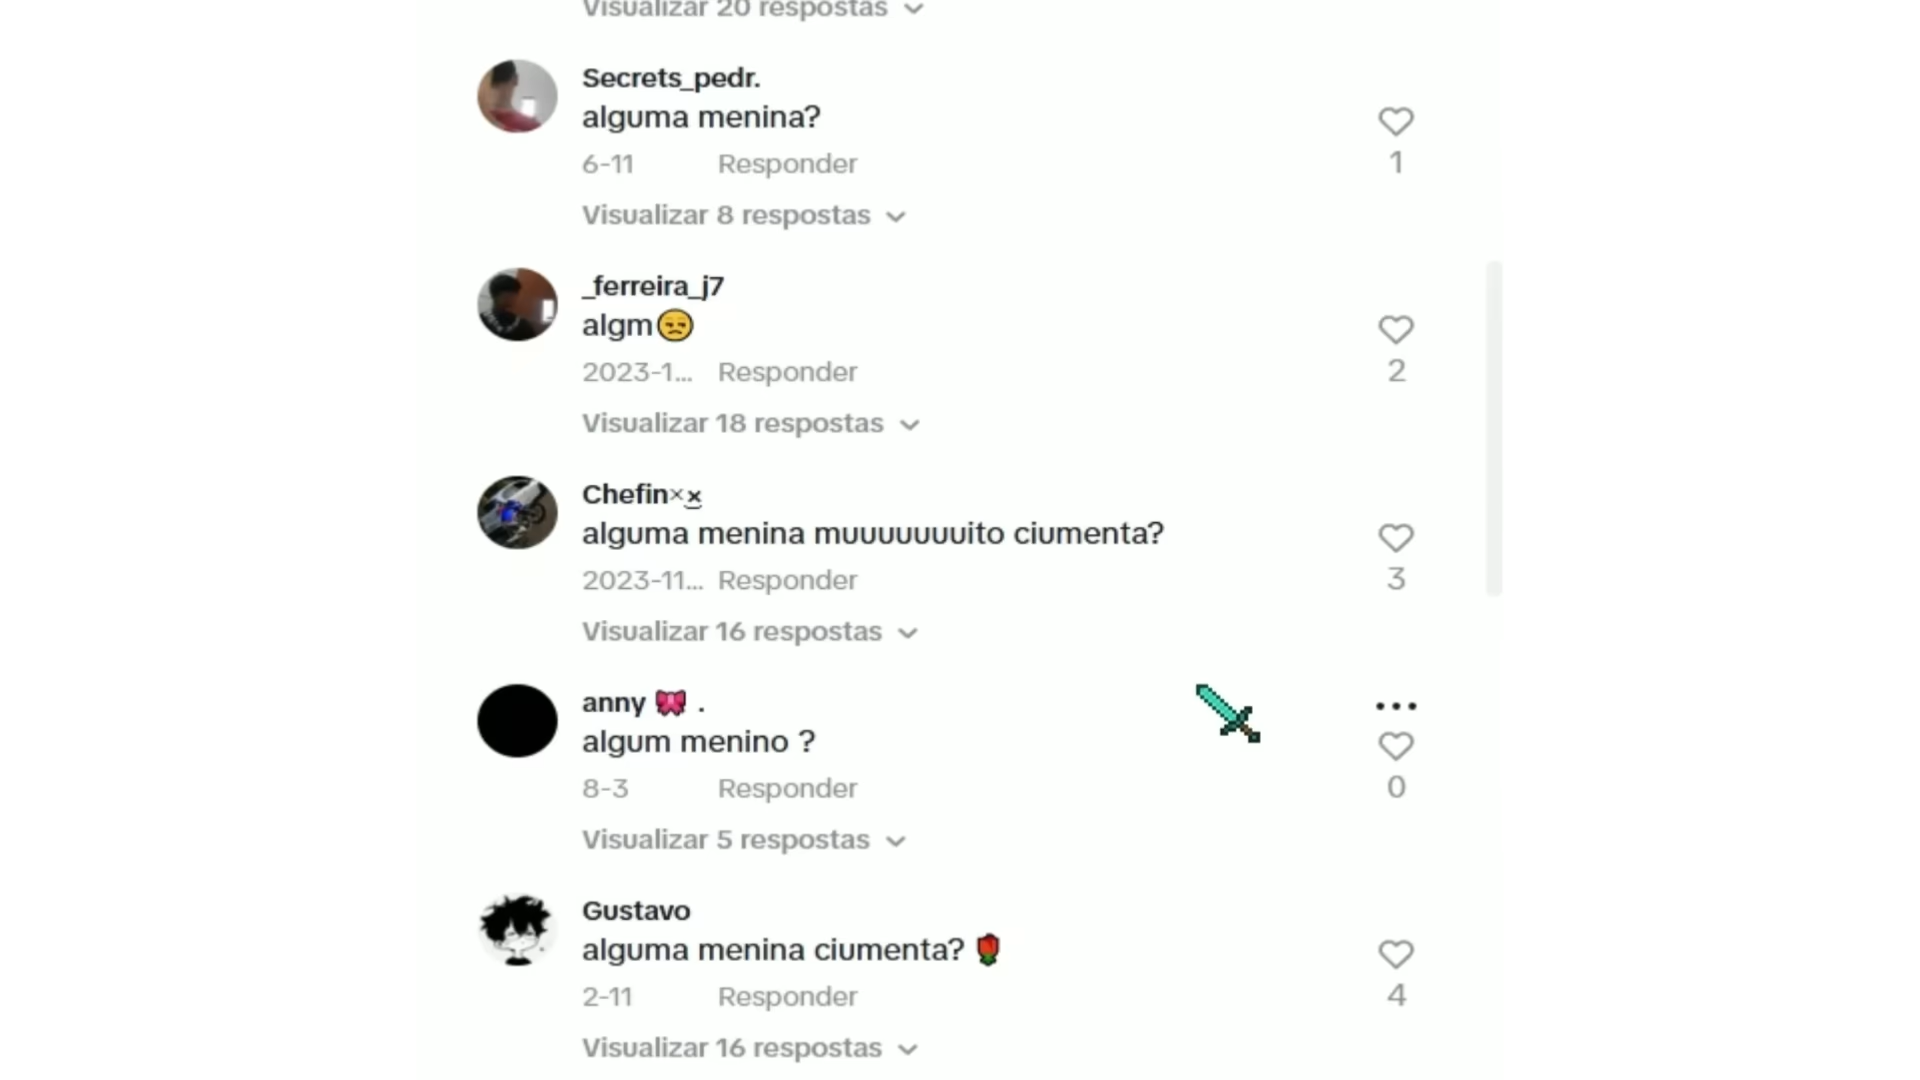 Visualizar 20 respostas
Secrets_pedr.
alguma menina?
6-11 Responder
1
Visualizar 8 respostas
_ferreira_j7
algm😒
2023-1... Responder
2
Visualizar 18 respostas
Chefin×͜×
alguma menina muuuuuuuito ciumenta?
2023-11... Responder
3
Visualizar 16 respostas
anny 🎀 .
algum menino ?
8-3 Responder
0
Visualizar 5 respostas
Gustavo
alguma menina ciumenta? 🌹
2-11 Responder
4
Visualizar 16 respostas